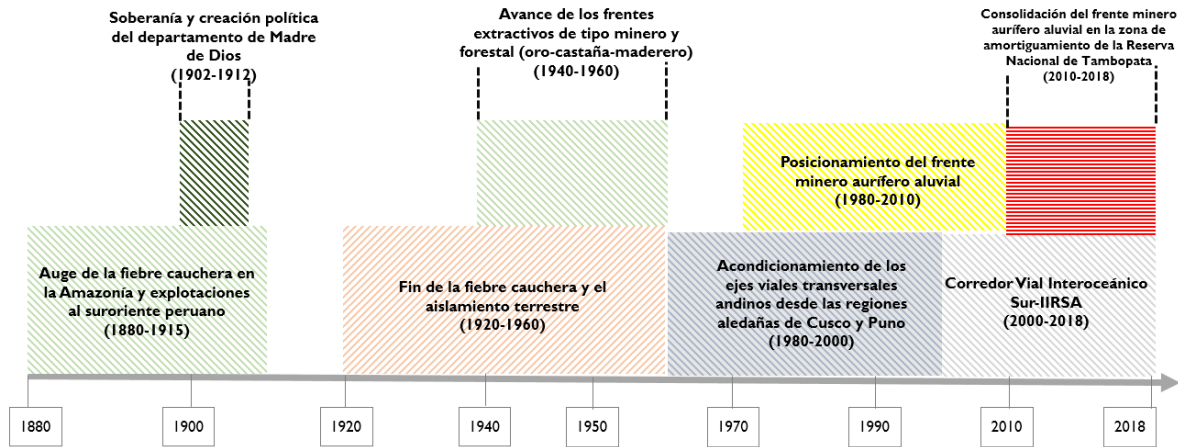 Soberanía y creación política
del departamento de Madre
de Dios
(1902-1912)
Avance de los frentes
extractivos de tipo minero y
forestal (oro-castaña-maderero)
(1940-1960)
Consolidación del frente minero
aurífero aluvial en la zona de
amortiguamiento de la Reserva
Nacional de Tambopata
(2010-2018)
Posicionamiento del frente
minero aurífero aluvial
(1980-2010)
Auge de la fiebre cauchera en
la Amazonía y explotaciones
al suroriente peruano
(1880-1915)
Fin de la fiebre cauchera y el
aislamiento terrestre
(1920-1960)
Acondicionamiento de los
ejes viales transversales
andinos desde las regiones
aledañas de Cusco y Puno
(1980-2000)
Corredor Vial Interoceánico
Sur-IIRSA
(2000-2018)
1880
1900
1920
1940
1950
1970
1990
2010
2018